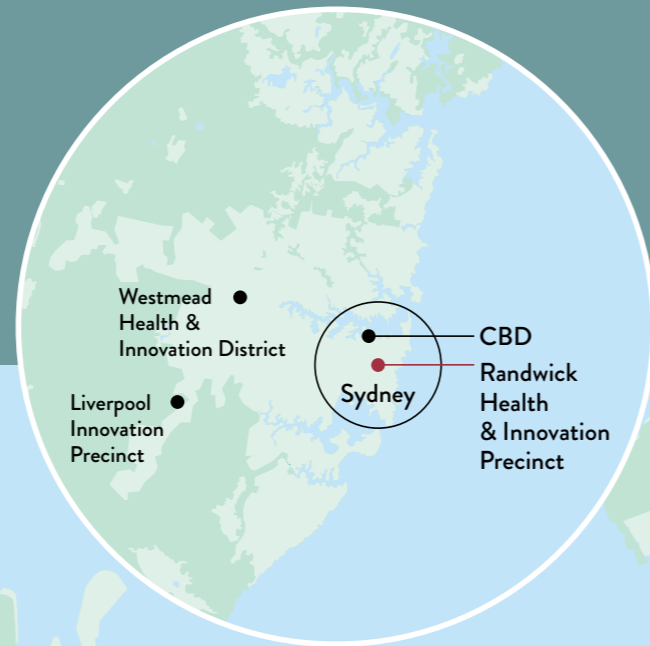 Westmead
Health &
Innovation District
Liverpool
Innovation
Precinct
Sydney
CBD
Randwick
Health
& Innovation
Precinct